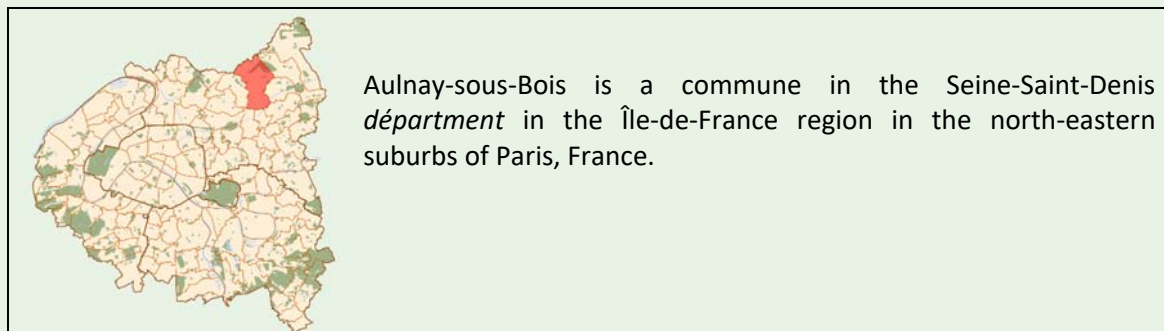 Aulnay-sous-Bois is a commune in the Seine-Saint-Denis
départment in the Île-de-France region in the north-eastern
suburbs of Paris, France.